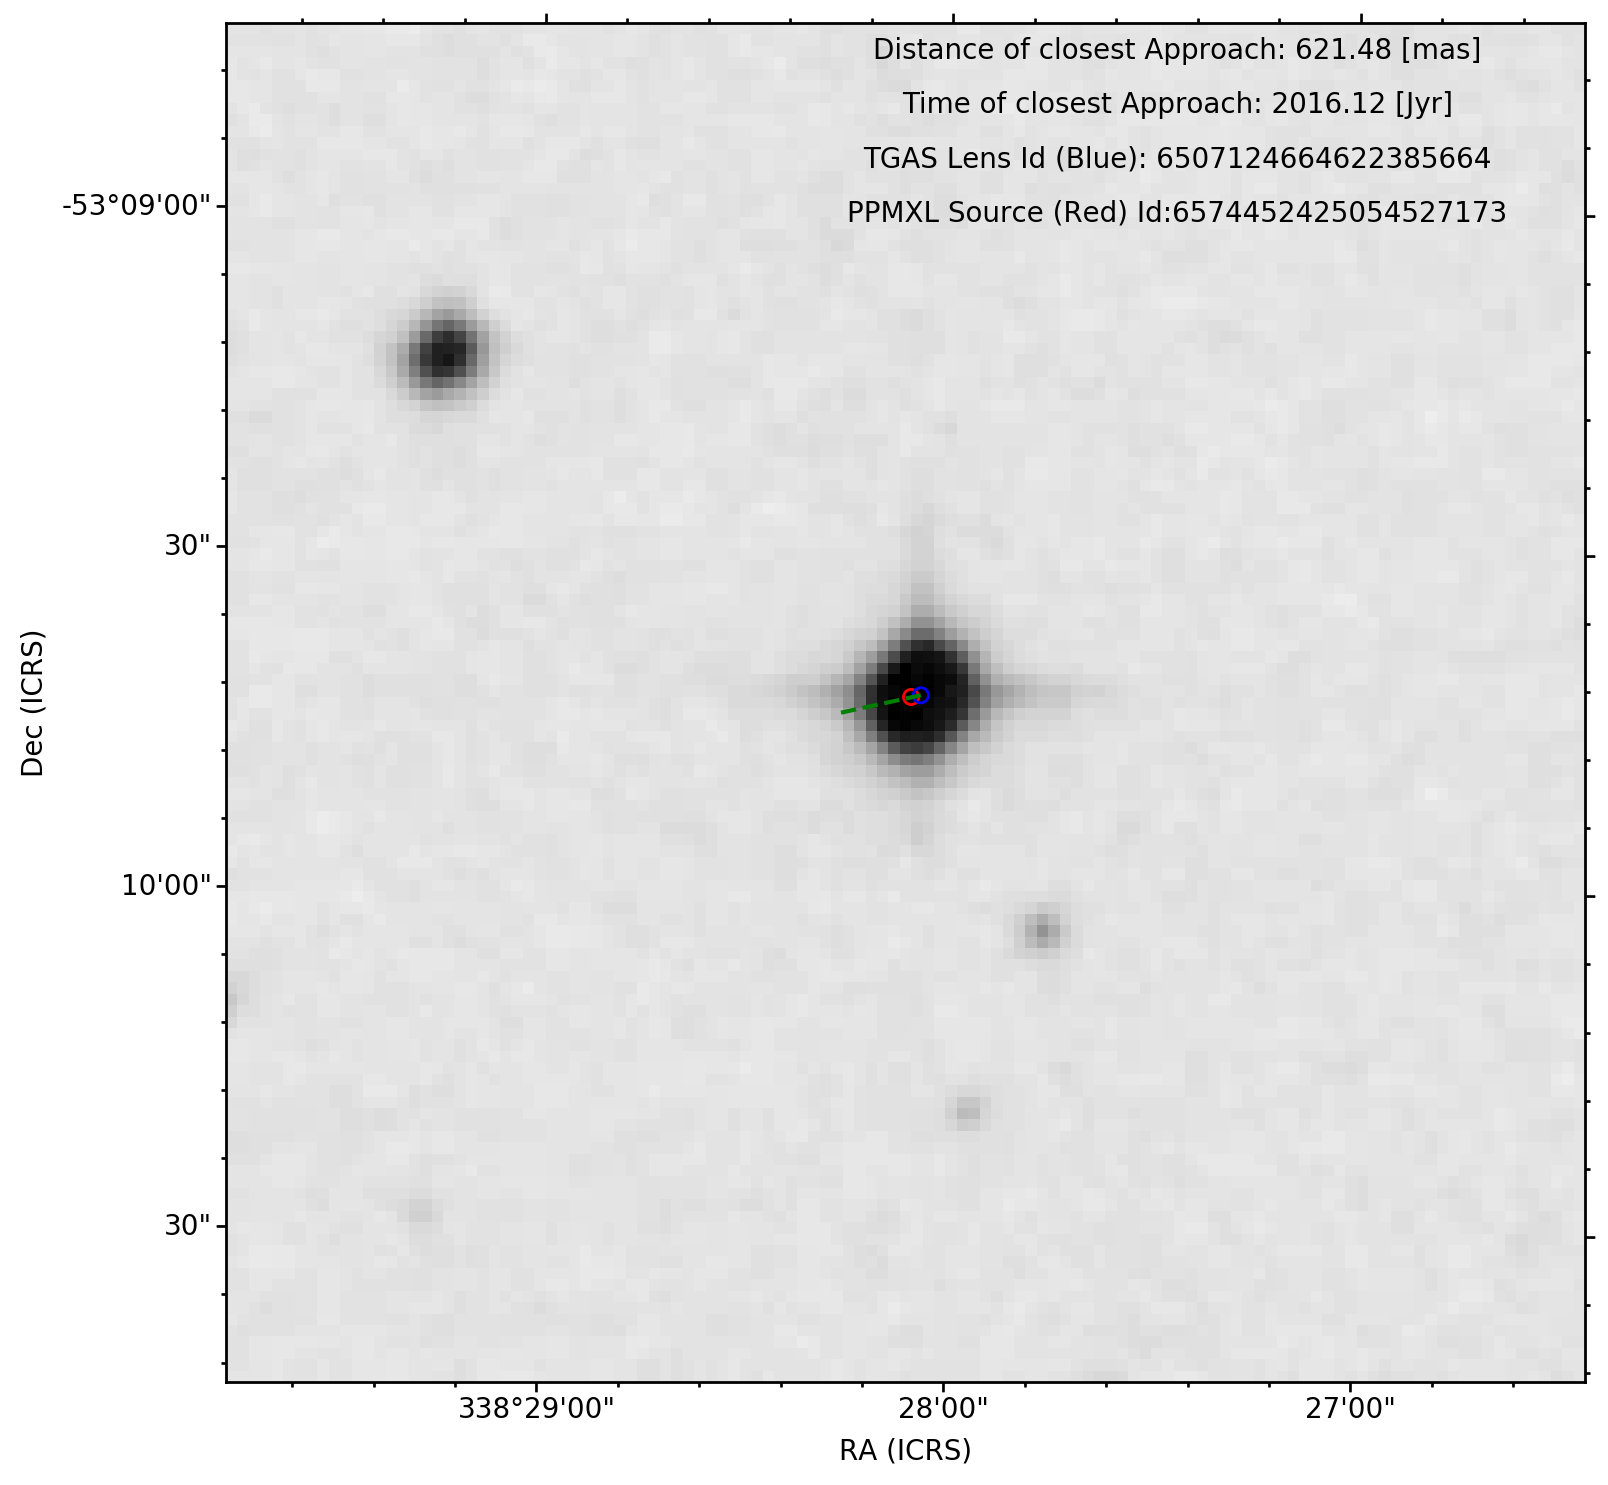 Distance of closest Approach: 621.48 [mas]
Time of closest Approach: 2016.12 [Jyr]
TGAS Lens Id (Blue): 6507124664622385664
PPMXL Source (Red) Id:6574452425054527173
-53°09'00"
30"
10'00"
30"
Dec (ICRS)
338°29'00" 28'00" 27'00"
RA (ICRS)